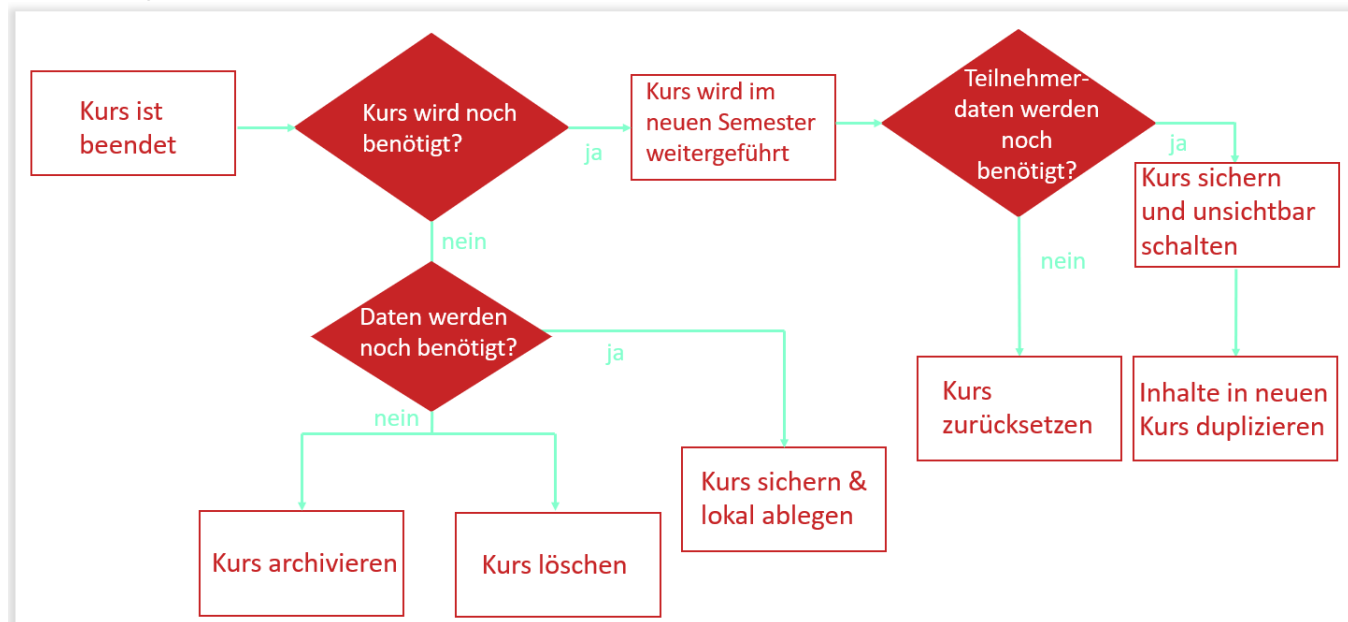 Kurs ist
beendet
Kurs wird noch
benötigt?
ja
Kurs wird im
neuen Semester
weitergeführt
Teilnehmer-
daten werden
noch
benötigt?
ja
Kurs sichern
und unsichtbar
schalten
nein
nein
Daten werden
noch benötigt?
ja
nein
Kurs
zurücksetzen
Inhalte in neuen
Kurs duplizieren
Kurs sichern &
lokal ablegen
Kurs archivieren
Kurs löschen